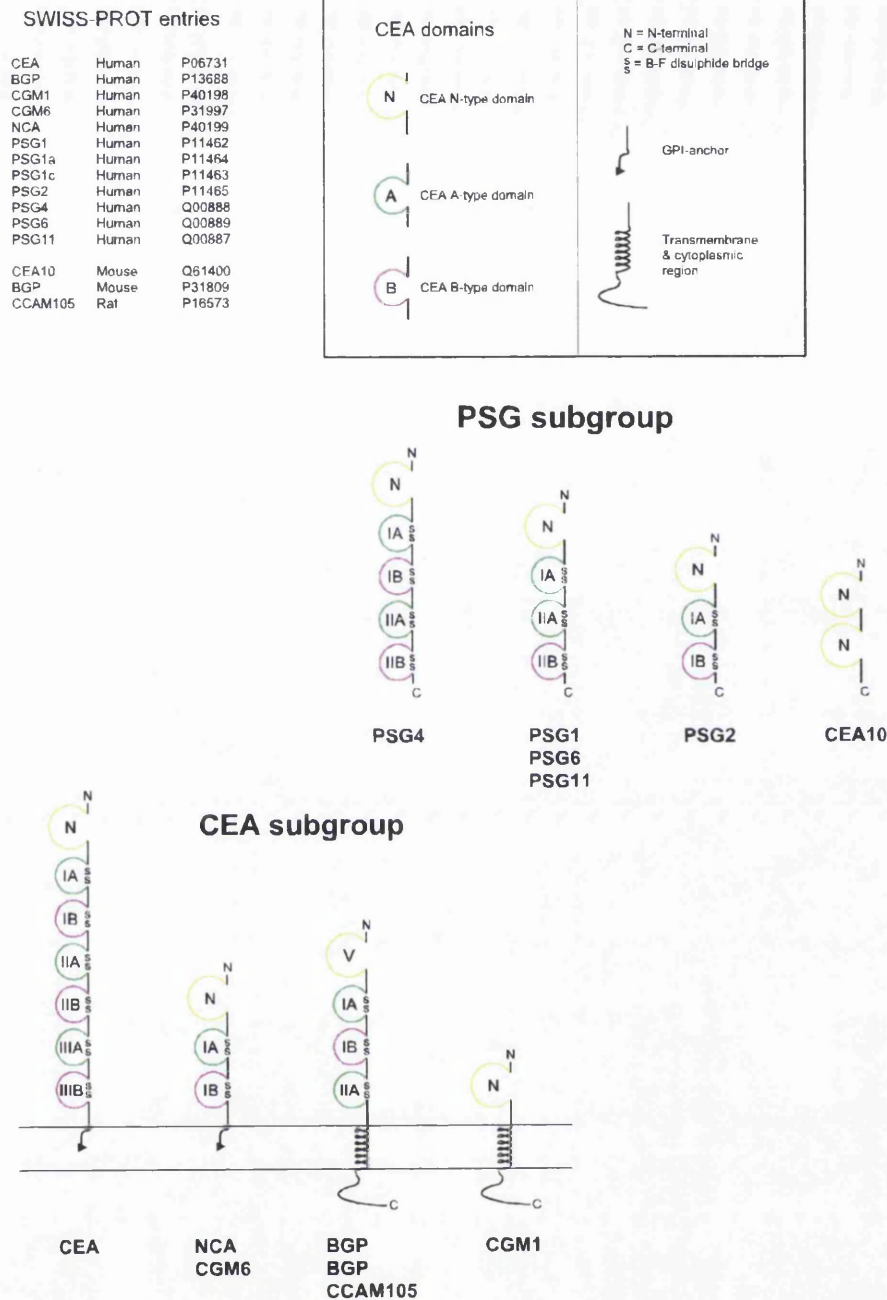 SWISS-PROT entries
CEA Human P06731
BGP Human P13688
CGM1 Human P40198
CGM6 Human P31997
NCA Human P40199
PSG1 Human P11462
PSG1a Human P11464
PSG1c Human P11463
PSG2 Human P11465
PSG4 Human Q00888
PSG6 Human Q00889
PSG11 Human Q00887
CEA10 Mouse Q61400
BGP Mouse P31809
CCAM105 Rat P16573
CEA domains
N CEA N-type domain
A CEA A-type domain
B CEA B-type domain
N = N-terminal
C = C-terminal
S
S = B-F disulphide bridge
GPI-anchor
Transmembrane
& cytoplasmic
region
PSG subgroup
N
N
IA S S
IB S S
IIA S S
IIB S S
C
PSG4
N
N
IA S S
IIA S S
IIB S S
C
PSG1
PSG6
PSG11
N
N
IA S S
IB S S
C
PSG2
N
N
N
C
CEA10
CEA subgroup
N
N
IA S S
IB S S
IIA S S
IIB S S
IIIA S S
IIIB S S
CEA
N
N
IA S S
IB S S
NCA
CGM6
N
V
IA S S
IB S S
IIA S S
C
BGP
BGP
CCAM105
N
N
C
CGM1